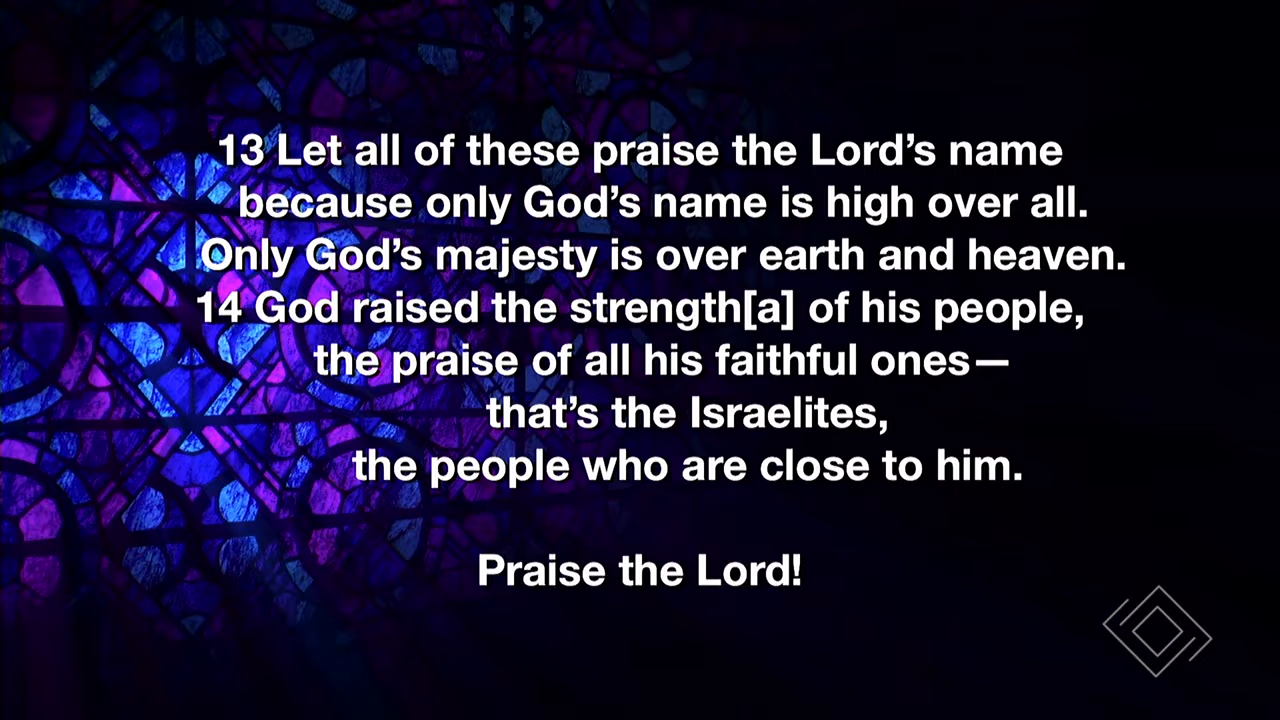 13 Let all of these praise the Lord’s name
because only God’s name is high over all.
Only God’s majesty is over earth and heaven.
14 God raised the strength[a] of his people,
the praise of all his faithful ones—
that’s the Israelites,
the people who are close to him.
Praise the Lord!